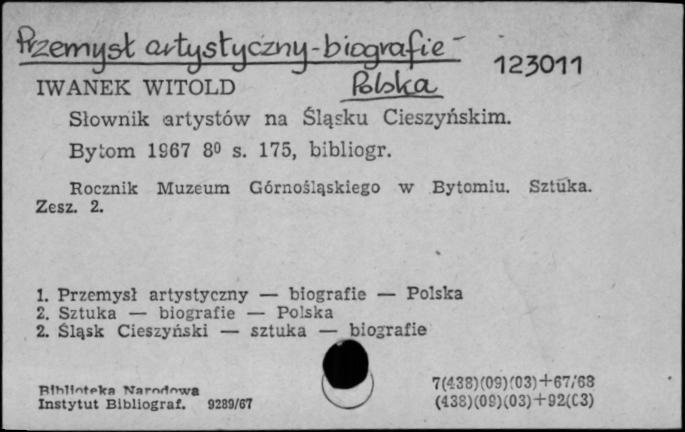 Przemysł artystyczny - biografie -
Polska
123011
IWANEK WITOLD
Słownik artystów na Śląsku Cieszyńskim.
Bytom 1967 8⁰ s. 175, bibliogr.
Rocznik Muzeum Górnośląskiego w Bytomiu. Sztuka.
Zesz. 2.
1. Przemysł artystyczny — biografie — Polska
2. Sztuka — biografie — Polska
2. Śląsk Cieszyński — sztuka — biografie
Biblioteka Narodowa
Instytut Bibliograf. 9289/67
7(438)(09)(03)+67/68
(438)(09)(03)+92(03)